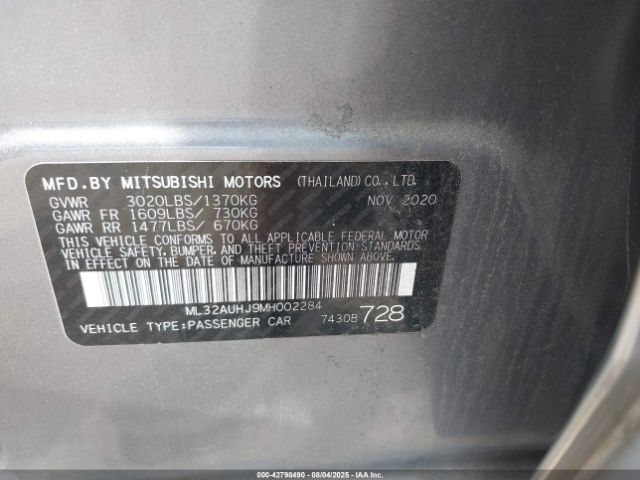 MFD.BY MITSUBISHI MOTORS (THAILAND)CO.,LTD.
GVWR 3020LBS/1370KG NOV 2020
GAWR FR 1609LBS/ 730KG
GAWR RR 1477LBS/ 670KG
THIS VEHICLE CONFORMS TO ALL APPLICABLE FEDERAL MOTOR
VEHICLE SAFETY,BUMPER,AND THEFT PREVENTION STANDARDS
IN EFFECT ON THE DATE OF MANUFACTURE SHOWN ABOVE.
ML32AUHJ9MH002284
VEHICLE TYPE:PASSENGER CAR 7430B 728
000-42798490 - 08/04/2025 - IAAI.COM